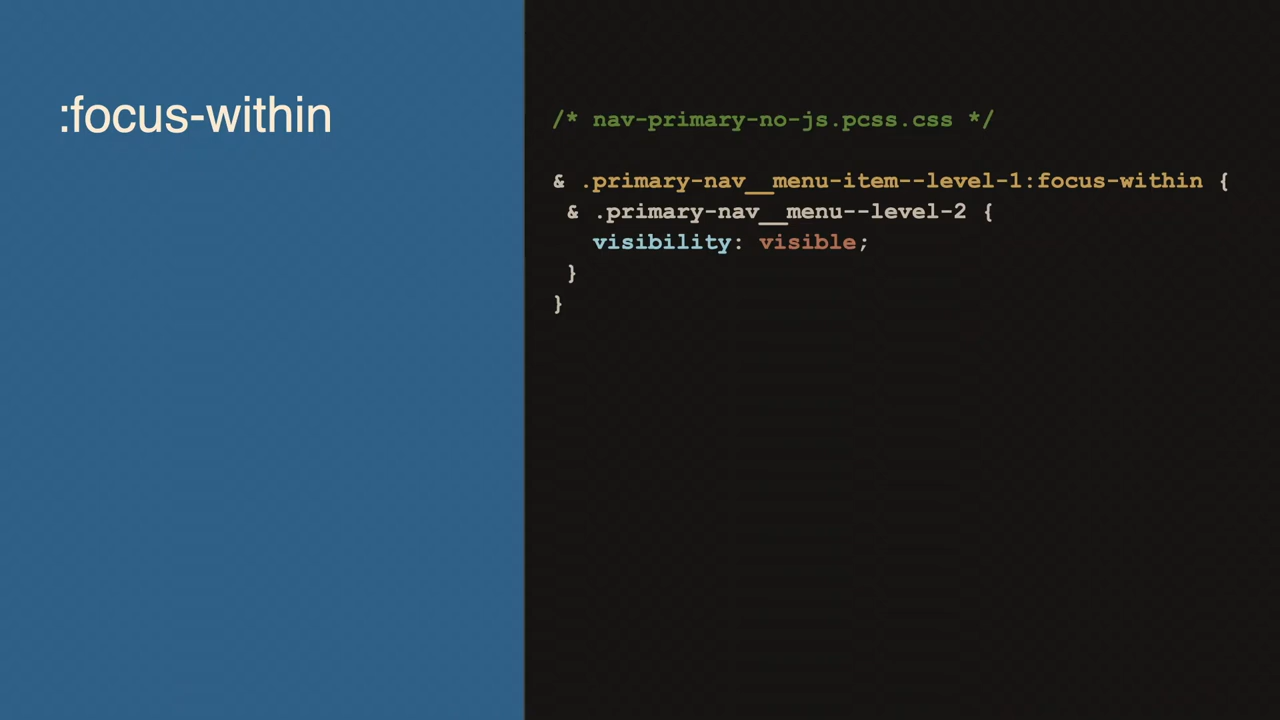 :focus-within
/* nav-primary-no-js.pcss.css */
& .primary-nav__menu-item--level-1:focus-within {
& .primary-nav__menu--level-2 {
visibility: visible;
}
}